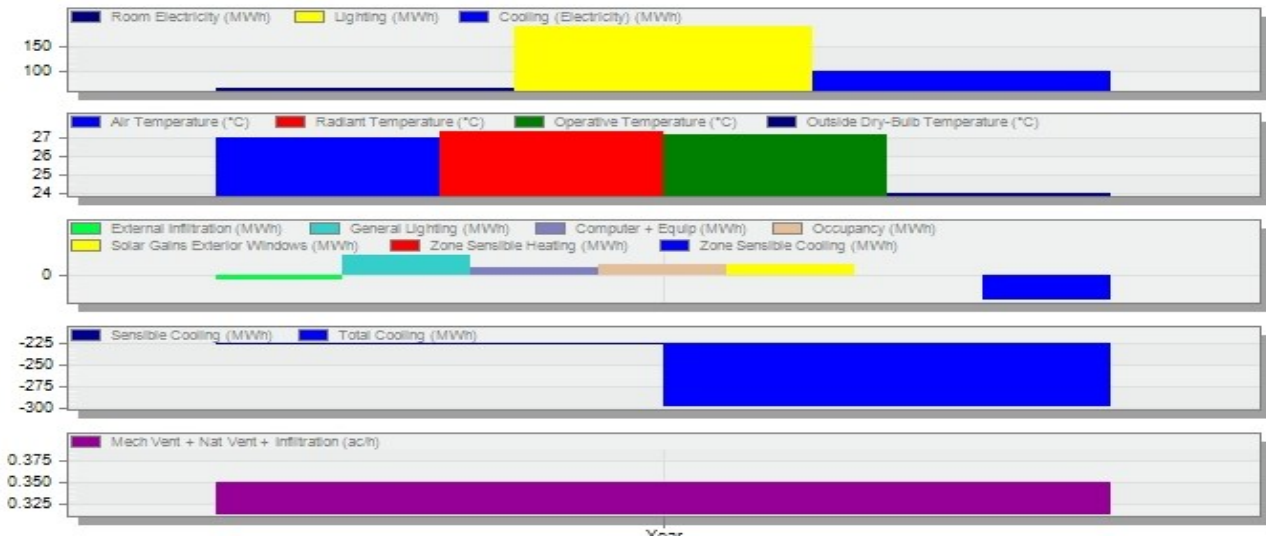 Room Electricity (MWh) Lighting (MWh) Cooling (Electricity) (MWh)
150
100
Air Temperature (°C) Radiant Temperature (°C) Operative Temperature (°C) Outside Dry-Bulb Temperature (°C)
27
26
25
24
External Infiltration (MWh) General Lighting (MWh) Computer + Equip (MWh) Occupancy (MWh)
Solar Gains Exterior Windows (MWh) Zone Sensible Heating (MWh) Zone Sensible Cooling (MWh)
0
Sensible Cooling (MWh) Total Cooling (MWh)
-225
-250
-275
-300
Mech Vent + Nat Vent + Infiltration (ac/h)
0.375
0.350
0.325
Year